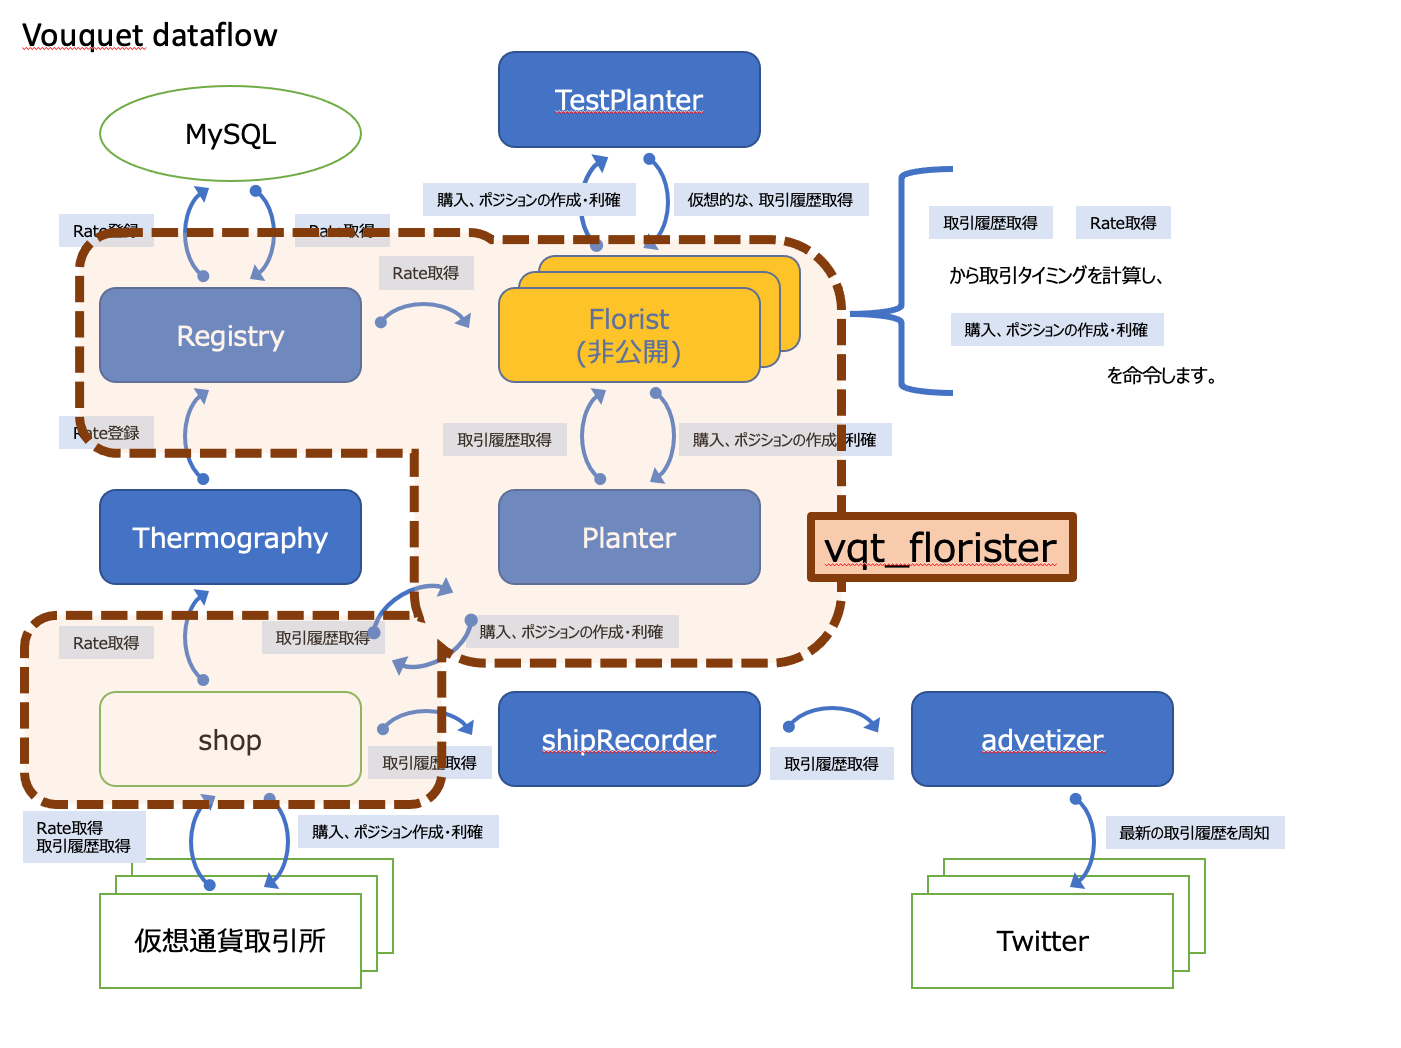 Vouquet dataflow
TestPlanter
MySQL
購入、ポジションの作成・利確
仮想的な、取引履歴取得
Rate登録
Rate取得
取引履歴取得
Rate取得
Rate取得
から取引タイミングを計算し、
Registry
Florist
(非公開)
購入、ポジションの作成・利確
を命令します。
Rate登録
取引履歴取得
購入、ポジションの作成・利確
Thermography
Planter
vqt_florister
Rate取得
取引履歴取得
購入、ポジションの作成・利確
shop
shipRecorder
advetizer
取引履歴取得
取引履歴取得
Rate取得
取引履歴取得
購入、ポジション作成・利確
最新の取引履歴を周知
仮想通貨取引所
Twitter